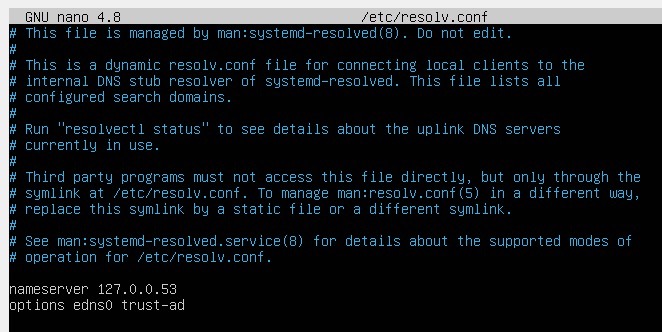 GNU nano 4.8 /etc/resolv.conf
# This file is managed by man:systemd-resolved(8). Do not edit.
#
# This is a dynamic resolv.conf file for connecting local clients to the
# internal DNS stub resolver of systemd-resolved. This file lists all
# configured search domains.
#
# Run "resolvectl status" to see details about the uplink DNS servers
# currently in use.
#
# Third party programs must not access this file directly, but only through the
# symlink at /etc/resolv.conf. To manage man:resolv.conf(5) in a different way,
# replace this symlink by a static file or a different symlink.
#
# See man:systemd-resolved.service(8) for details about the supported modes of
# operation for /etc/resolv.conf.
nameserver 127.0.0.53
options edns0 trust-ad